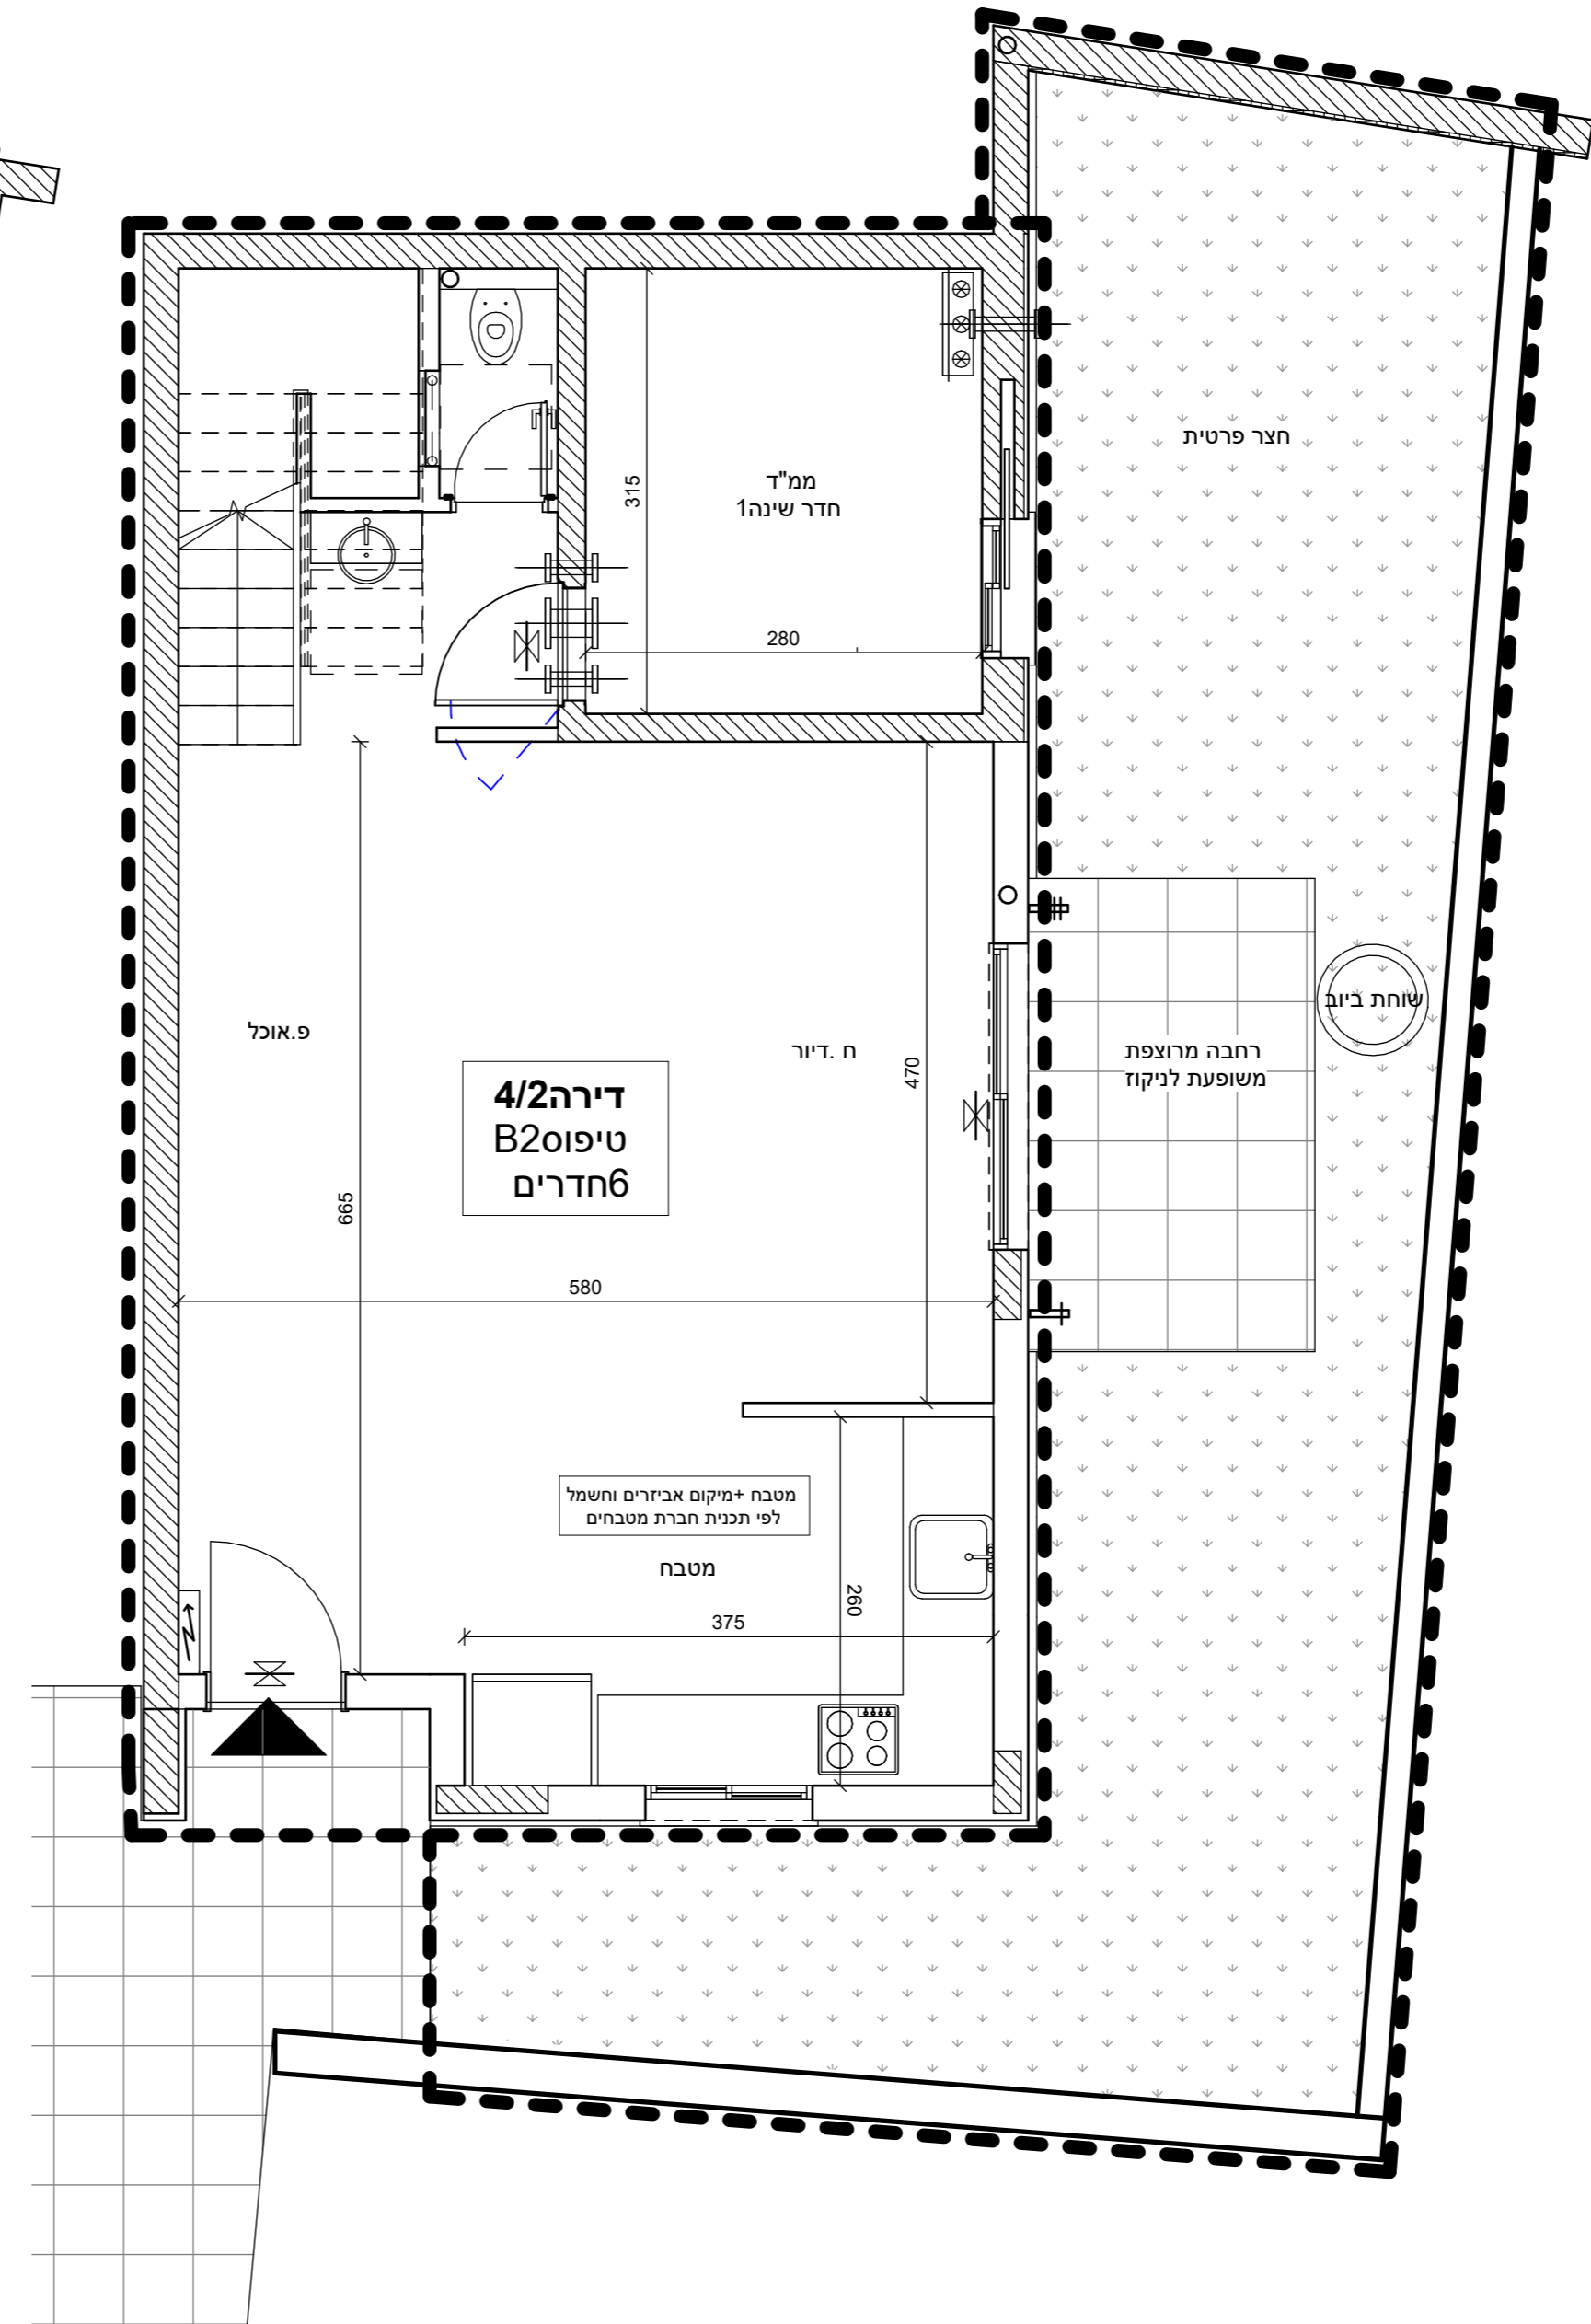 חצר פרטית
ממ"ד
חדר שינה1
315
280
פ.אוכל
ח .דיור
470
שוחת ביוב
רחבה מרוצפת
משופעת לניקוז
דירה4/2
טיפוסB2
6חדרים
665
580
מטבח +מיקום אביזרים וחשמל
לפי תכנית חברת מטבחים
מטבח
260
375